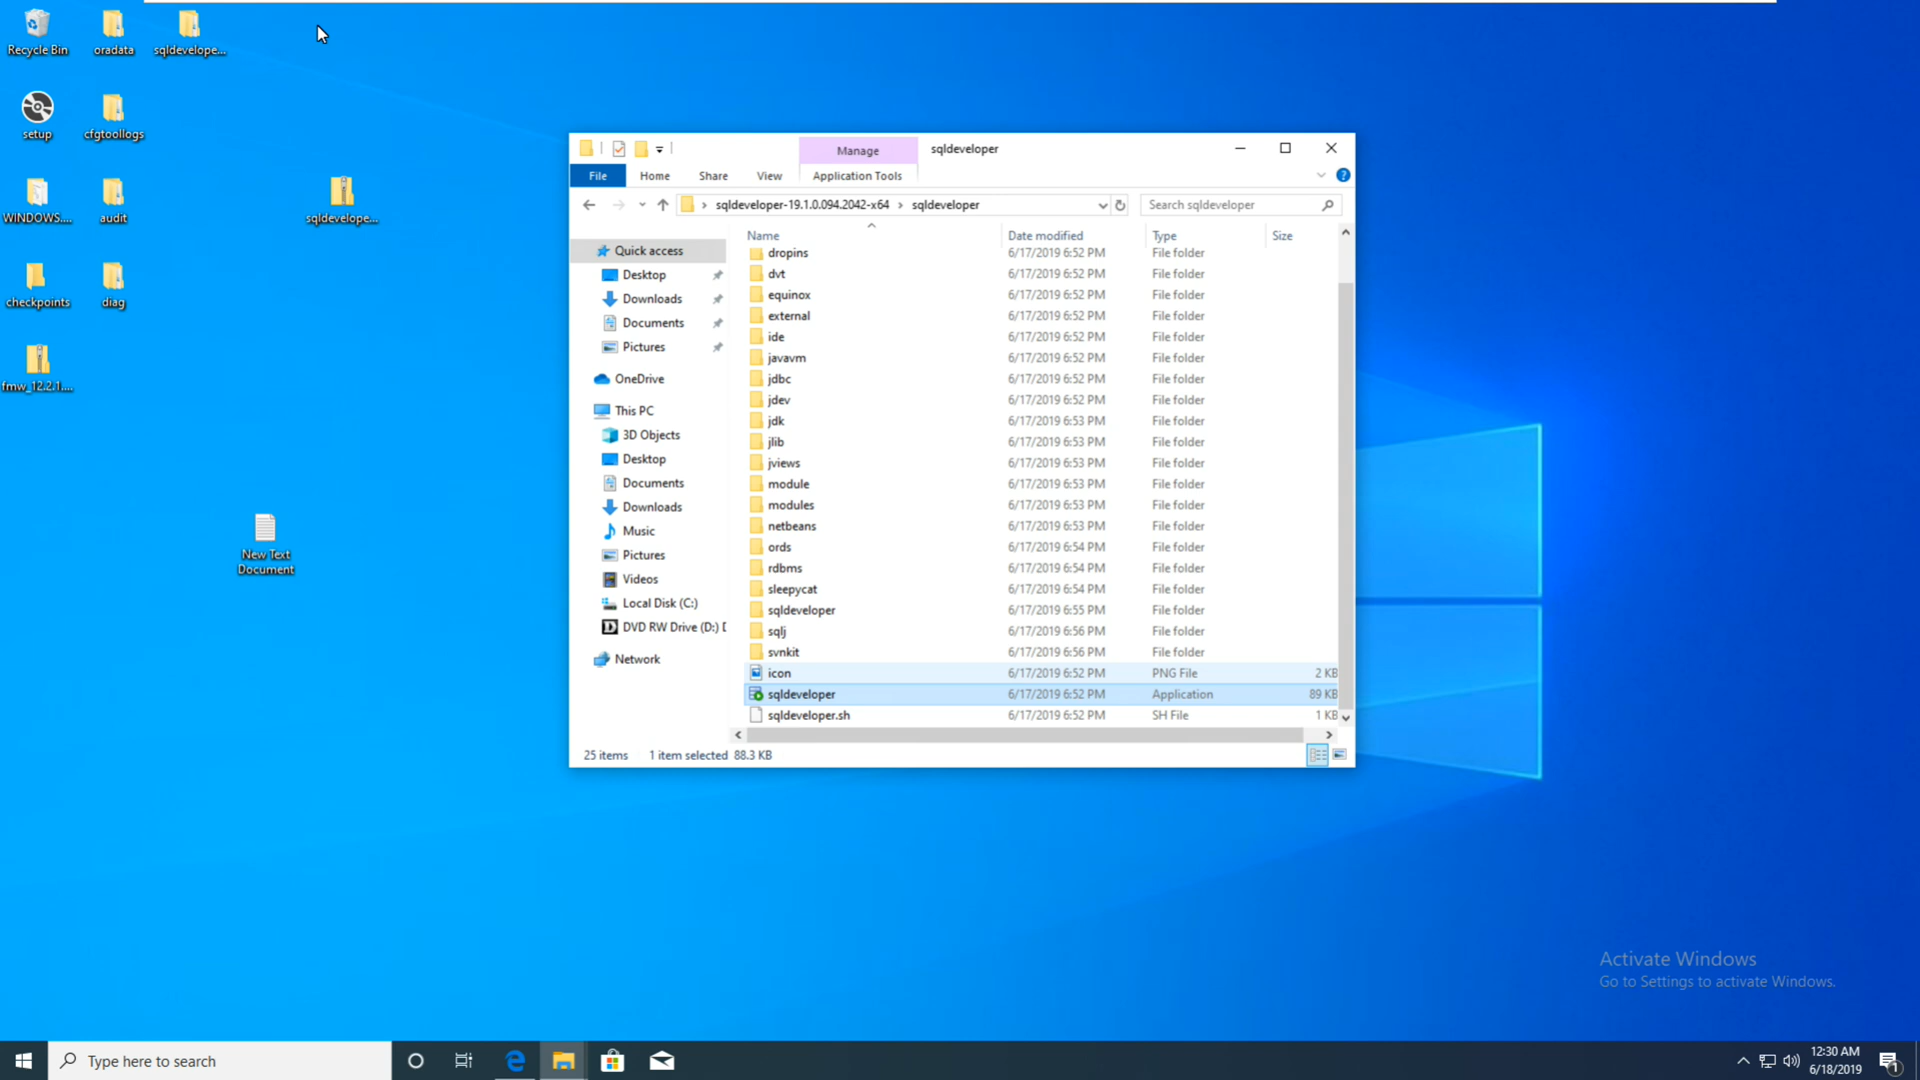 Recycle Bin
oradata
sqldevelope...
setup
cfgtoollogs
WINDOWS....
audit
sqldevelope...
checkpoints
diag
fmw_12.2.1....
New Text
Document
Manage
sqldeveloper
File
Home
Share
View
Application Tools
sqldeveloper-19.1.0.094.2042-x64 › sqldeveloper
Search sqldeveloper
Quick access
Desktop
Downloads
Documents
Pictures
OneDrive
This PC
3D Objects
Desktop
Documents
Downloads
Music
Pictures
Videos
Local Disk (C:)
DVD RW Drive (D:) D
Network
Name Date modified Type Size
dropins 6/17/2019 6:52 PM File folder
dvt 6/17/2019 6:52 PM File folder
equinox 6/17/2019 6:52 PM File folder
external 6/17/2019 6:52 PM File folder
ide 6/17/2019 6:52 PM File folder
javavm 6/17/2019 6:52 PM File folder
jdbc 6/17/2019 6:52 PM File folder
jdev 6/17/2019 6:52 PM File folder
jdk 6/17/2019 6:53 PM File folder
jlib 6/17/2019 6:53 PM File folder
jviews 6/17/2019 6:53 PM File folder
module 6/17/2019 6:53 PM File folder
modules 6/17/2019 6:53 PM File folder
netbeans 6/17/2019 6:53 PM File folder
ords 6/17/2019 6:54 PM File folder
rdbms 6/17/2019 6:54 PM File folder
sleepycat 6/17/2019 6:54 PM File folder
sqldeveloper 6/17/2019 6:55 PM File folder
sqlj 6/17/2019 6:56 PM File folder
svnkit 6/17/2019 6:56 PM File folder
icon 6/17/2019 6:52 PM PNG File 2 KB
sqldeveloper 6/17/2019 6:52 PM Application 89 KB
sqldeveloper.sh 6/17/2019 6:52 PM SH File 1 KB
25 items 1 item selected 88.3 KB
Activate Windows
Go to Settings to activate Windows.
Type here to search
12:30 AM
6/18/2019
1